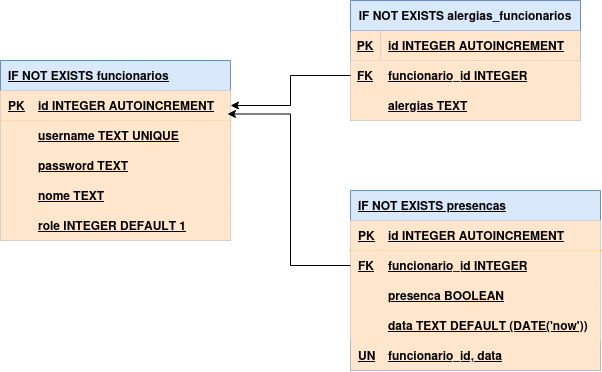 IF NOT EXISTS alergias_funcionarios
PK id INTEGER AUTOINCREMENT
FK funcionario_id INTEGER
alergias TEXT
IF NOT EXISTS funcionarios
PK id INTEGER AUTOINCREMENT
username TEXT UNIQUE
password TEXT
nome TEXT
role INTEGER DEFAULT 1
IF NOT EXISTS presencas
PK id INTEGER AUTOINCREMENT
FK funcionario_id INTEGER
presenca BOOLEAN
data TEXT DEFAULT (DATE('now'))
UN funcionario_id, data